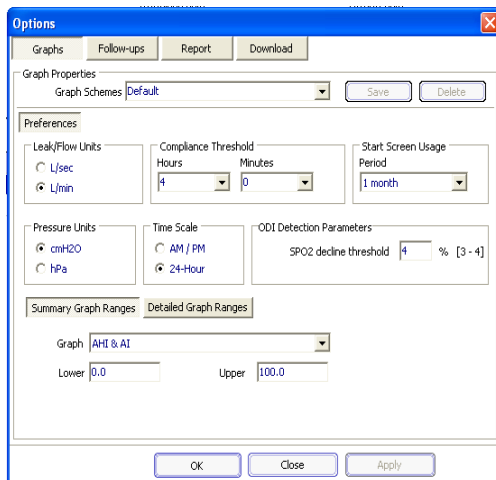 Options
Graphs Follow-ups Report Download
Graph Properties
Graph Schemes Default Save Delete
Preferences
Leak/Flow Units Compliance Threshold Start Screen Usage
L/sec Hours Minutes Period
L/min 4 0 1 month
Pressure Units Time Scale ODI Detection Parameters
cmH2O AM / PM SPO2 decline threshold 4 % [3 - 4]
hPa 24-Hour
Summary Graph Ranges Detailed Graph Ranges
Graph AHI & AI
Lower 0.0 Upper 100.0
OK Close Apply